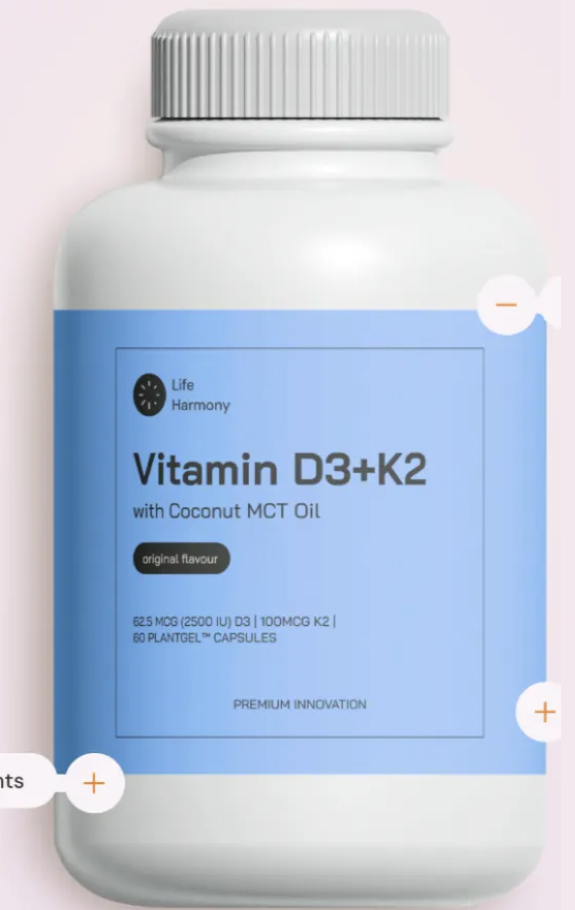 Life
Harmony
Vitamin D3+K2
with Coconut MCT Oil
original flavour
62.5 MCG (2500 IU) D3 | 100MCG K2 |
60 PLANTGEL™ CAPSULES
PREMIUM INNOVATION
nts